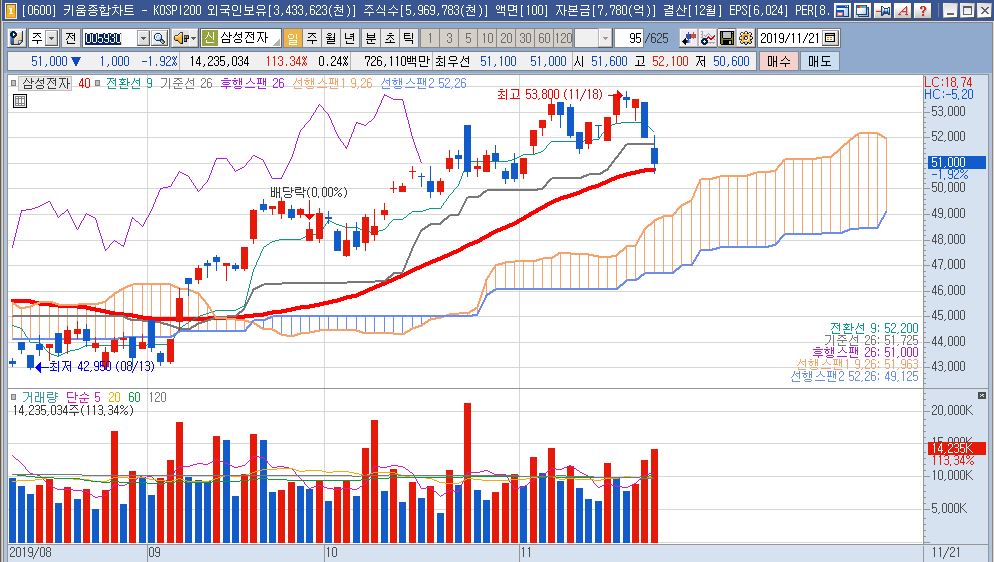 [0600] 키움종합차트 - KOSPI200 외국인보유[3,433,623(천)] 주식수[5,969,783(천)] 액면[100] 자본금[7,780(억)] 결산[12월] EPS[6,024] PER[8.
주 전 005930 신 삼성전자 일 주 월 년 분 초 틱 1 3 5 10 20 30 60 120 95 /625 2019/11/21
51,000 ▼ 1,000 -1.92% 14,235,034 113.34% 0.24% 726,110백만 최우선 51,100 51,000 시 51,600 고 52,100 저 50,600 매수 매도
삼성전자 40 전환선 9 기준선 26 후행스팬 26 선행스팬1 9,26 선행스팬2 52,26
LC:18,74
HC:-5,20
최고 53,800 (11/18)
53,000
52,000
51,000
-1,92%
50,000
배당락(0,00%)
49,000
48,000
47,000
46,000
45,000
44,000
43,000
최저 42,950 (08/13)
전환선 9: 52,200
기준선 26: 51,725
후행스팬 26: 51,000
선행스팬1 9,26: 51,963
선행스팬2 52,26: 49,125
거래량 단순 5 20 60 120
14,235,034주(113,34%)
20,000K
15,000K
14,235K
113,34%
10,000K
5,000K
2019/08 09 10 11 11/21